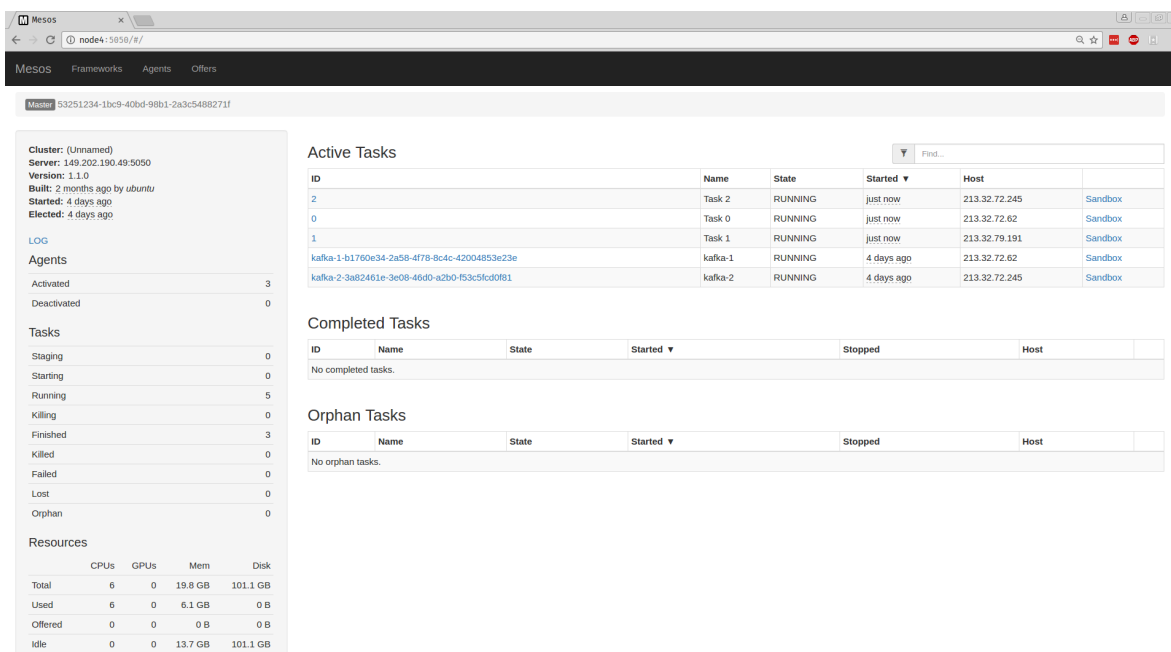 Mesos
node4:5050/#/
Mesos Frameworks Agents Offers
Master 53251234-1bc9-40bd-98b1-2a3c5488271f
Cluster: (Unnamed)
Server: 149.202.190.49:5050
Version: 1.1.0
Built: 2 months ago by ubuntu
Started: 4 days ago
Elected: 4 days ago
LOG
Agents
Activated 3
Deactivated 0
Tasks
Staging 0
Starting 0
Running 5
Killing 0
Finished 3
Killed 0
Failed 0
Lost 0
Orphan 0
Resources
CPUs GPUs Mem Disk
Total 6 0 19.8 GB 101.1 GB
Used 6 0 6.1 GB 0 B
Offered 0 0 0 B 0 B
Idle 0 0 13.7 GB 101.1 GB
Active Tasks
Find...
ID Name State Started ▼ Host
2 Task 2 RUNNING just now 213.32.72.245 Sandbox
0 Task 0 RUNNING just now 213.32.72.62 Sandbox
1 Task 1 RUNNING just now 213.32.79.191 Sandbox
kafka-1-b1760e34-2a58-4f78-8c4c-42004853e23e kafka-1 RUNNING 4 days ago 213.32.72.62 Sandbox
kafka-2-3a82461e-3e08-46d0-a2b0-f53c5fcd0f81 kafka-2 RUNNING 4 days ago 213.32.72.245 Sandbox
Completed Tasks
ID Name State Started ▼ Stopped Host
No completed tasks.
Orphan Tasks
ID Name State Started ▼ Stopped Host
No orphan tasks.